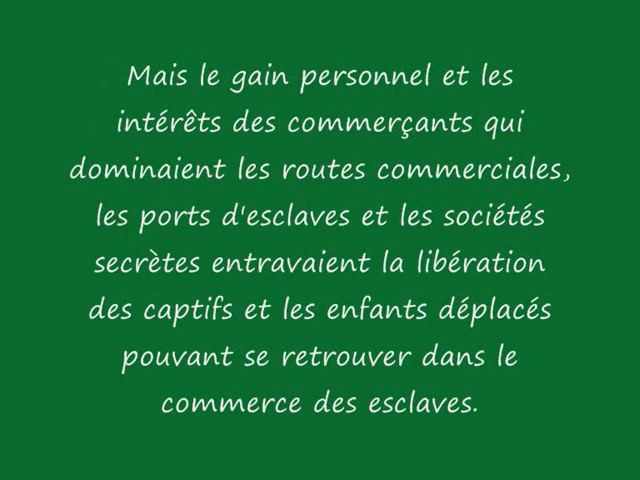 Mais le gain personnel et les
intérêts des commerçants qui
dominaient les routes commerciales,
les ports d'esclaves et les sociétés
secrètes entravaient la libération
des captifs et les enfants déplacés
pouvant se retrouver dans le
commerce des esclaves.